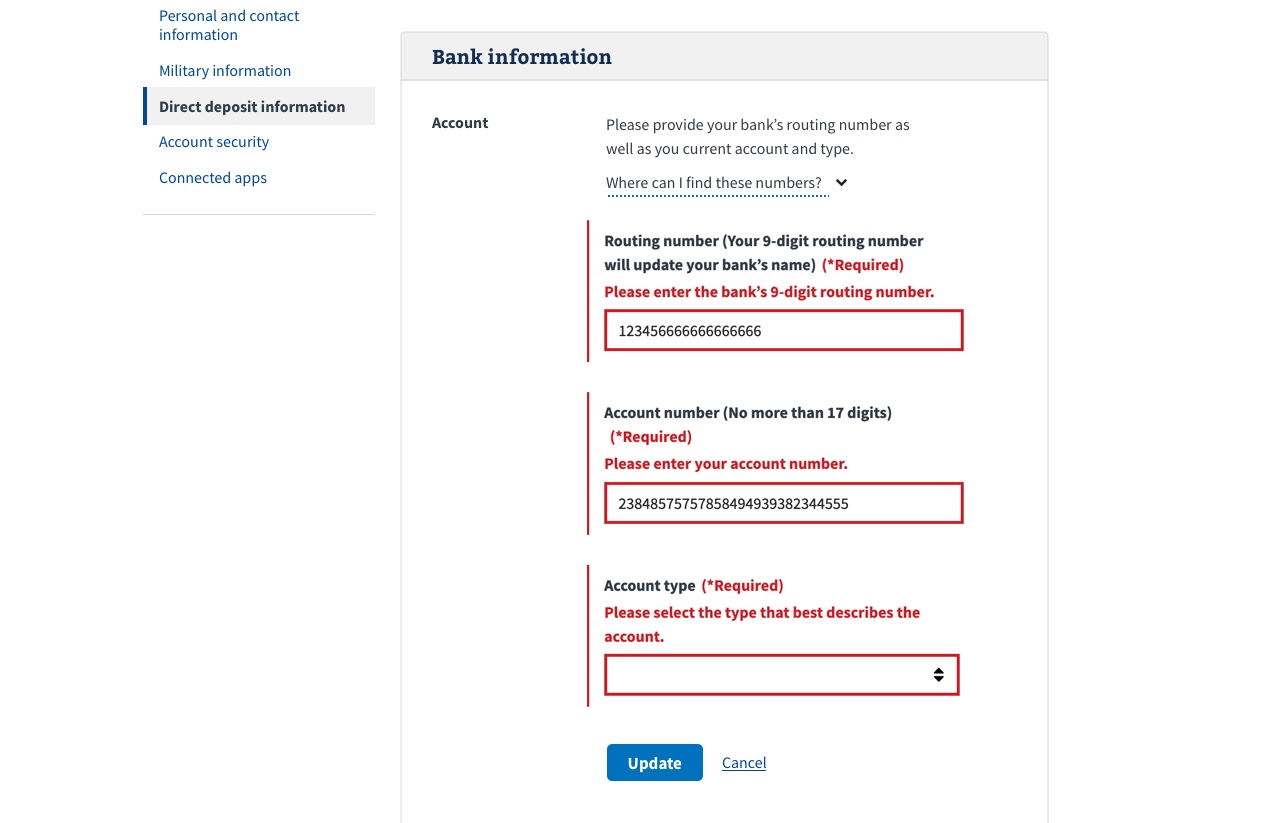 Personal and contact
information
Military information
Direct deposit information
Account security
Connected apps
Bank information
Account
Please provide your bank’s routing number as
well as you current account and type.
Where can I find these numbers?
Routing number (Your 9-digit routing number
will update your bank’s name) (*Required)
Please enter the bank’s 9-digit routing number.
123456666666666666
Account number (No more than 17 digits)
(*Required)
Please enter your account number.
23848575757858494939382344555
Account type (*Required)
Please select the type that best describes the
account.
Update Cancel